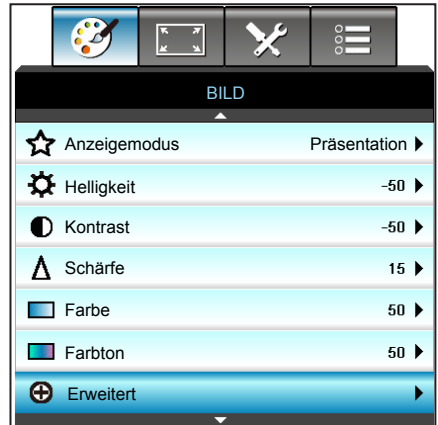 BILD
Anzeigemodus Präsentation
Helligkeit -50
Kontrast -50
Schärfe 15
Farbe 50
Farbton 50
Erweitert